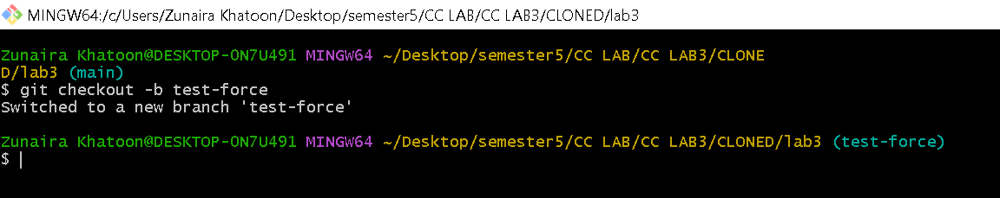 MINGW64:/c/Users/Zunaira Khatoon/Desktop/semester5/CC LAB/CC LAB3/CLONED/lab3
Zunaira Khatoon@DESKTOP-ON7U491 MINGW64 ~/Desktop/semester5/CC LAB/CC LAB3/CLONE
D/lab3 (main)
$ git checkout -b test-force
Switched to a new branch 'test-force'
Zunaira Khatoon@DESKTOP-ON7U491 MINGW64 ~/Desktop/semester5/CC LAB/CC LAB3/CLONED/lab3 (test-force)
$